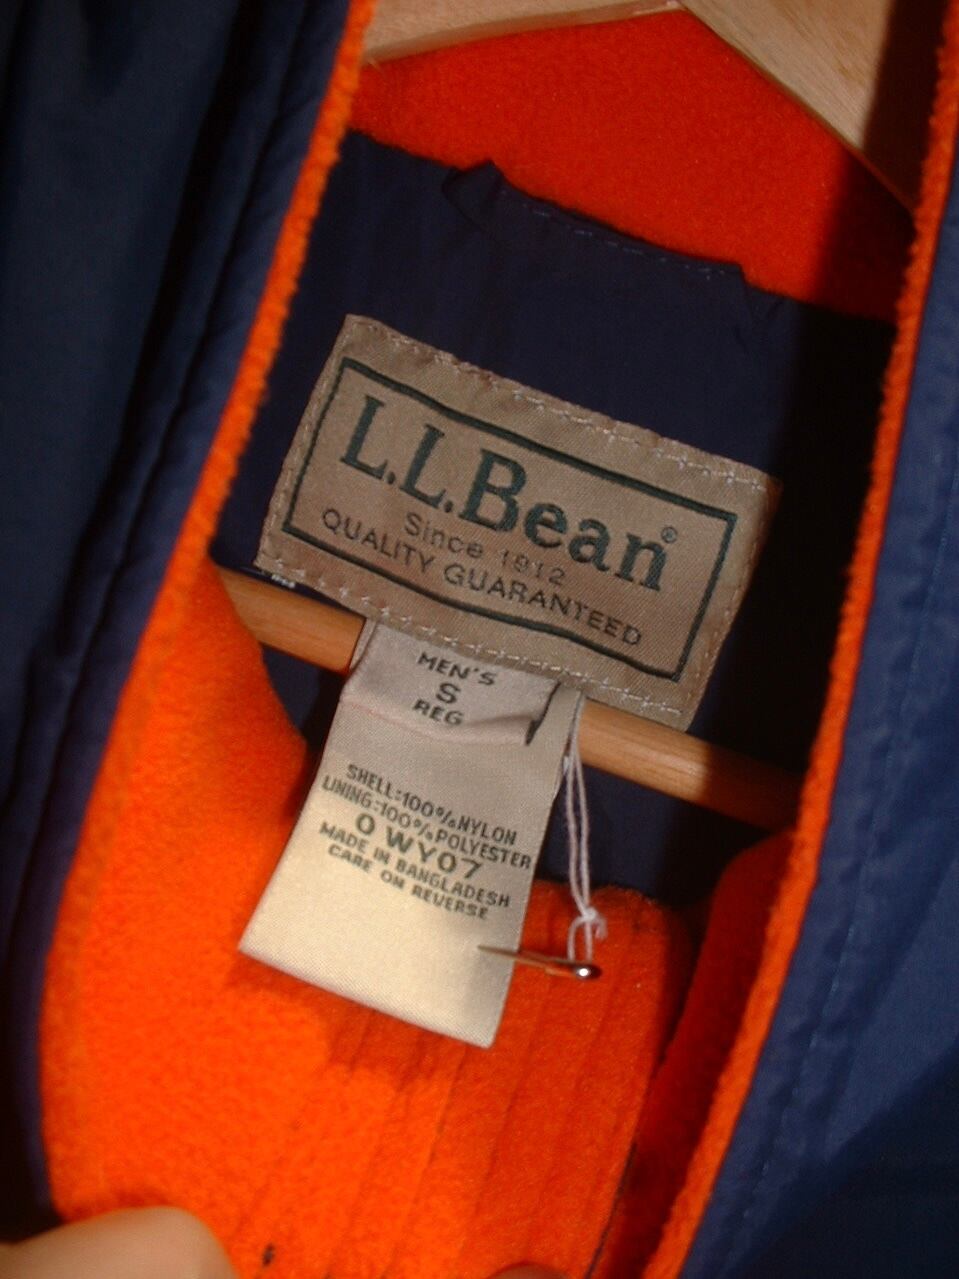 L.L.Bean®
Since 1912
QUALITY GUARANTEED
MEN'S
S
REG
SHELL:100%NYLON
LINING:100%POLYESTER
0 WY07
MADE IN BANGLADESH
CARE ON REVERSE